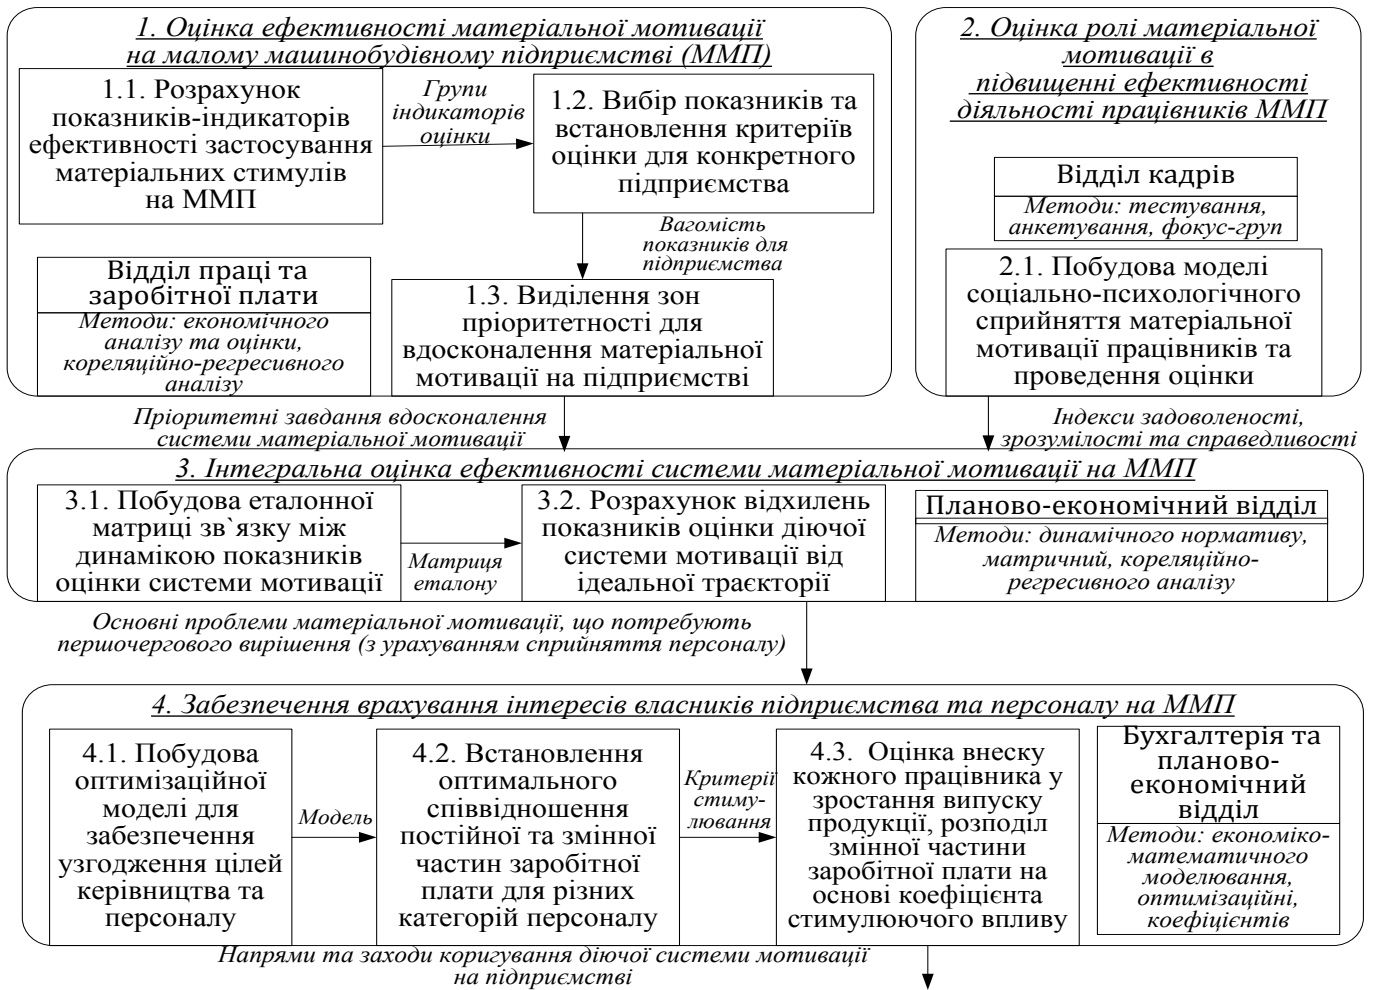 1. Оцінка ефективності матеріальної мотивації
на малому машинобудівному підприємстві (ММП)
1.1. Розрахунок
показників-індикаторів
ефективності застосування
матеріальних стимулів
на ММП
Групи
індикаторів
оцінки
1.2. Вибір показників та
встановлення критеріїв
оцінки для конкретного
підприємства
Вагомість
показників для
підприємства
Відділ праці та
заробітної плати
Методи: економічного
аналізу та оцінки,
кореляційно-регресивного
аналізу
1.3. Виділення зон
пріоритетності для
вдосконалення матеріальної
мотивації на підприємстві
2. Оцінка ролі матеріальної
мотивації в
підвищенні ефективності
діяльності працівників ММП
Відділ кадрів
Методи: тестування,
анкетування, фокус-груп
2.1. Побудова моделі
соціально-психологічного
сприйняття матеріальної
мотивації працівників та
проведення оцінки
Пріоритетні завдання вдосконалення
системи матеріальної мотивації
Індекси задоволеності,
зрозумілості та справедливості
3. Інтегральна оцінка ефективності системи матеріальної мотивації на ММП
3.1. Побудова еталонної
матриці зв`язку між
динамікою показників
оцінки системи мотивації
Матриця
еталону
3.2. Розрахунок відхилень
показників оцінки діючої
системи мотивації від
ідеальної траєкторії
Планово-економічний відділ
Методи: динамічного нормативу,
матричний, кореляційно-
регресивного аналізу
Основні проблеми матеріальної мотивації, що потребують
першочергового вирішення (з урахуванням сприйняття персоналу)
4. Забезпечення врахування інтересів власників підприємства та персоналу на ММП
4.1. Побудова
оптимізаційної
моделі для
забезпечення
узгодження цілей
керівництва та
персоналу
Модель
4.2. Встановлення
оптимального
співвідношення
постійної та змінної
частин заробітної
плати для різних
категорій персоналу
Критерії
стиму-
лювання
4.3. Оцінка внеску
кожного працівника у
зростання випуску
продукції, розподіл
змінної частини
заробітної плати на
основі коефіцієнта
стимулюючого впливу
Бухгалтерія та
планово-
економічний
відділ
Методи: економіко-
математичного
моделювання,
оптимізаційні,
коефіцієнтів
Напрями та заходи коригування діючої системи мотивації
на підприємстві